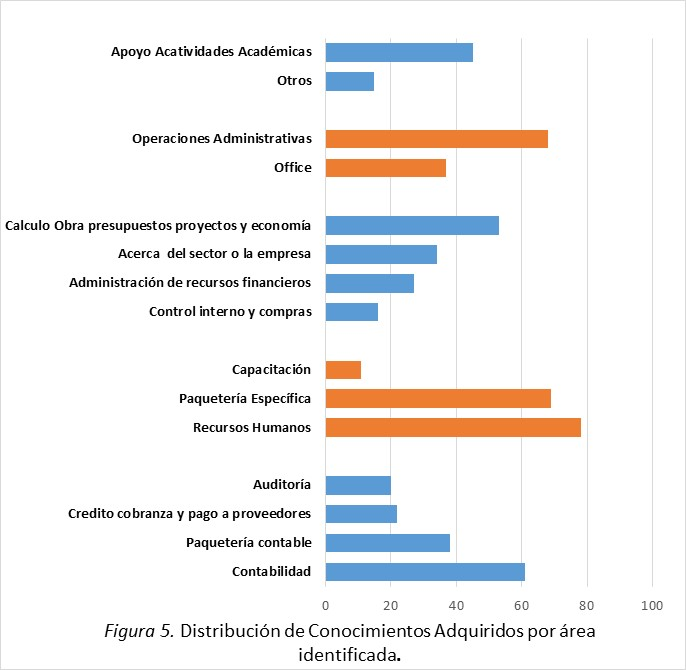 Apoyo Acatividades Académicas
Otros
Operaciones Administrativas
Office
Calculo Obra presupuestos proyectos y economía
Acerca del sector o la empresa
Administración de recursos financieros
Control interno y compras
Capacitación
Paquetería Específica
Recursos Humanos
Auditoría
Credito cobranza y pago a proveedores
Paquetería contable
Contabilidad
0 20 40 60 80 100
Figura 5. Distribución de Conocimientos Adquiridos por área
identificada.